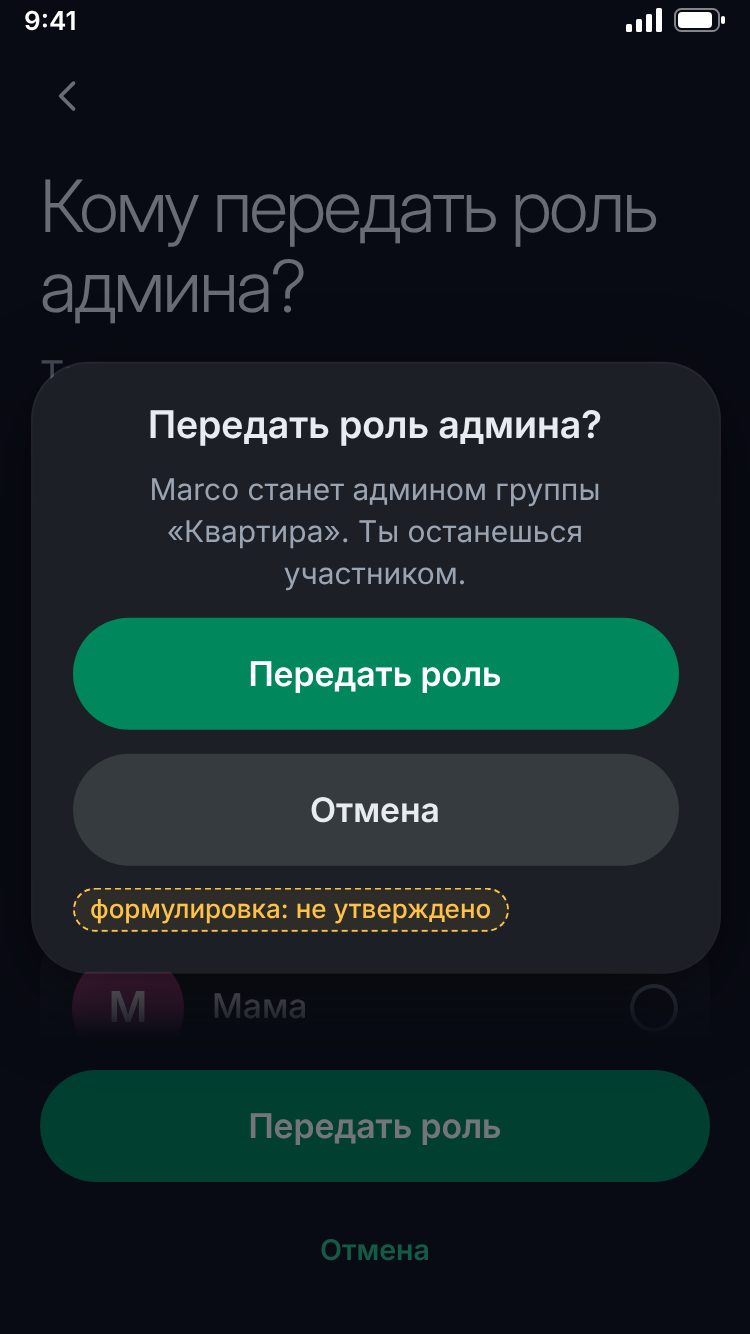 9:41
Кому передать роль
админа?
Передать роль админа?
Marco станет админом группы
«Квартира». Ты останешься
участником.
Передать роль
Отмена
формулировка: не утверждено
М Мама
Передать роль
Отмена